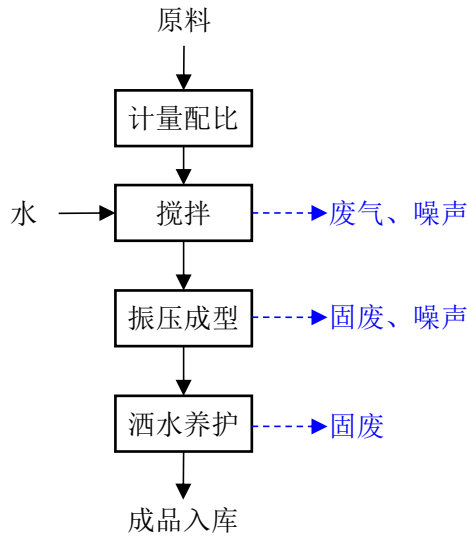 原料
计量配比
水
搅拌
废气、噪声
振压成型
固废、噪声
洒水养护
固废
成品入库